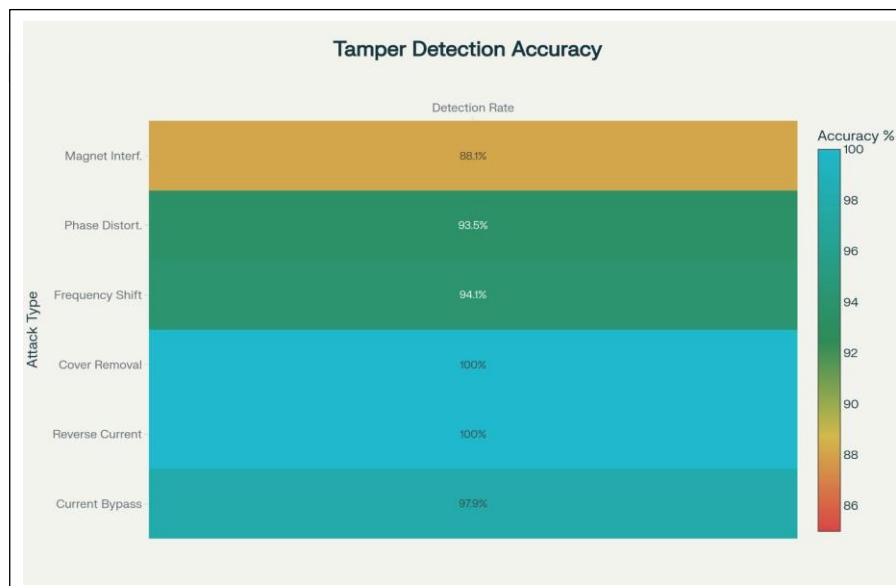 Tamper Detection Accuracy
Detection Rate
Accuracy %
Magnet Interf.
88.1%
Phase Distort.
93.5%
Frequency Shift
94.1%
Cover Removal
100%
Reverse Current
100%
Current Bypass
97.9%
Attack Type
100
98
96
94
92
90
88
86